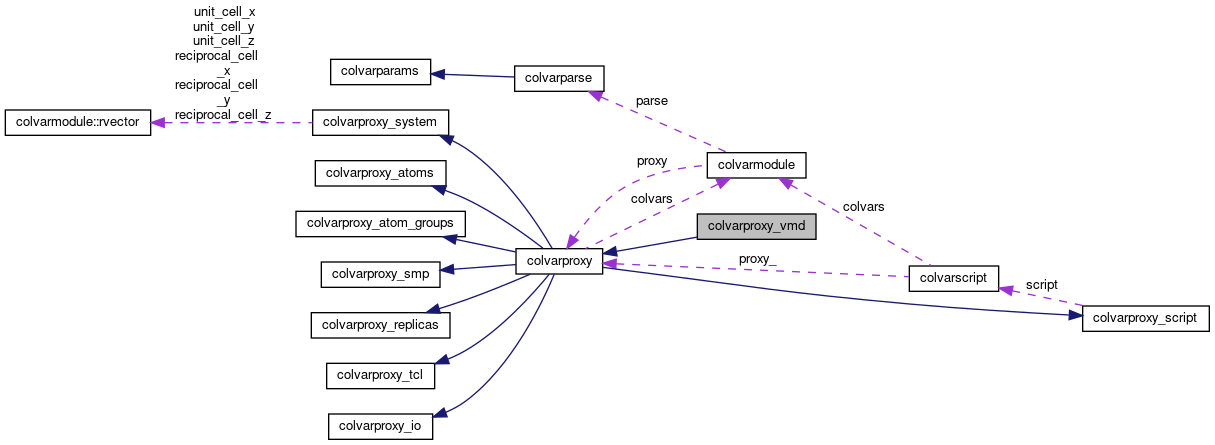 unit_cell_x
unit_cell_y
unit_cell_z
reciprocal_cell
_x
reciprocal_cell
_y
reciprocal_cell_z
colvarparams
colvarparse
colvarmodule::rvector
colvarproxy_system
parse
colvarproxy_atoms
proxy
colvarmodule
colvars
colvars
colvarproxy_atom_groups
colvarproxy_vmd
colvarproxy
proxy_
colvarproxy_smp
colvarscript
script
colvarproxy_replicas
colvarproxy_script
colvarproxy_tcl
colvarproxy_io